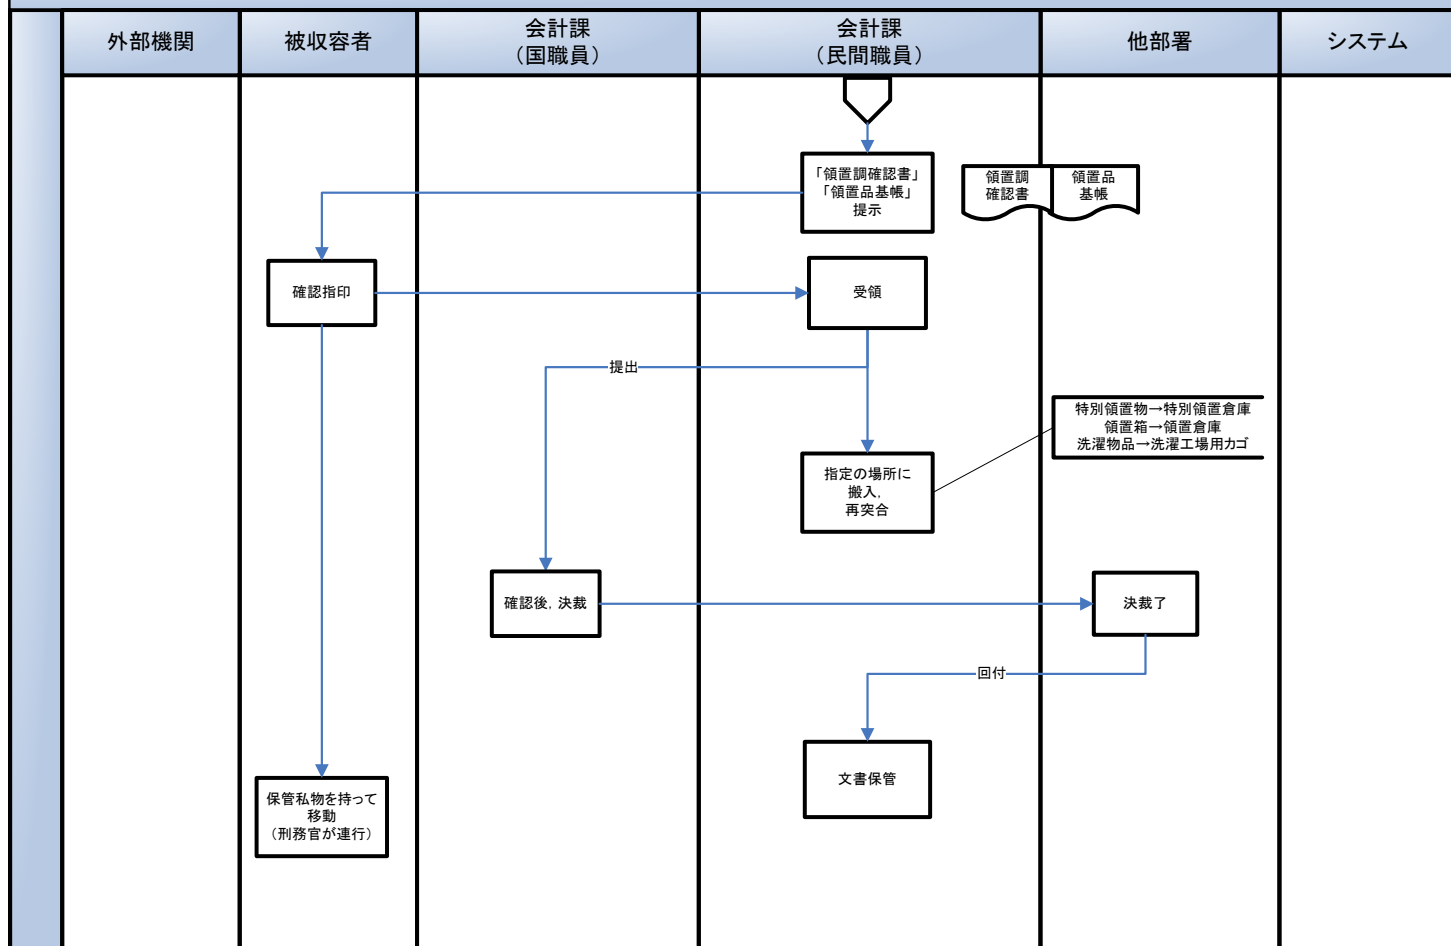 外部機関
被収容者
会計課
（国職員）
会計課
（民間職員）
他部署
システム
「領置調確認書」
「領置品基帳」
提示
領置調
確認書
領置品
基帳
確認指印
受領
提出
特別領置物→特別領置倉庫
領置箱→領置倉庫
洗濯物品→洗濯工場用カゴ
指定の場所に
搬入,
再突合
確認後, 決裁
決裁了
回付
文書保管
保管私物を持って
移動
（刑務官が連行）